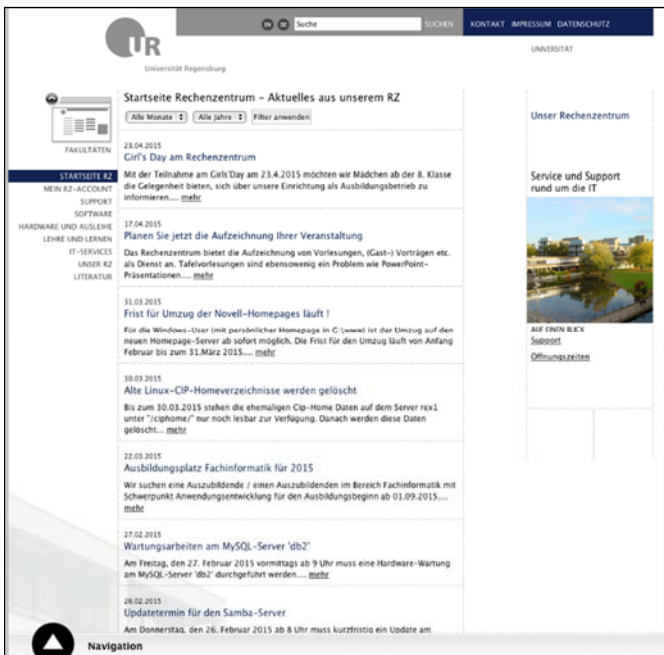 EN DE Suche SUCHEN KONTAKT IMPRESSUM DATENSCHUTZ
UR
Universität Regensburg
UNIVERSITÄT
FAKULTÄTEN
STARTSEITE RZ
MEIN RZ-ACCOUNT
SUPPORT
SOFTWARE
HARDWARE UND AUSLEIHE
LEHRE UND LERNEN
IT-SERVICES
UNSER RZ
LITERATUR
Startseite Rechenzentrum - Aktuelles aus unserem RZ
Alle Monate Alle Jahre Filter anwenden
23.04.2015
Girl's Day am Rechenzentrum
Mit der Teilnahme am Girls'Day am 23.4.2015 möchten wir Mädchen ab der 8. Klasse
die Gelegenheit bieten, sich über unsere Einrichtung als Ausbildungsbetrieb zu
informieren.... mehr
17.04.2015
Planen Sie jetzt die Aufzeichnung Ihrer Veranstaltung
Das Rechenzentrum bietet die Aufzeichnung von Vorlesungen, (Gast-) Vorträgen etc.
als Dienst an. Tafelvorlesungen sind ebensowenig ein Problem wie PowerPoint-
Präsentationen.... mehr
31.03.2015
Frist für Umzug der Novell-Homepages läuft !
Für die Windows-User (mit persönlicher Homepage in G:\www) ist der Umzug auf den
neuen Homepage-Server ab sofort möglich. Die Frist für den Umzug läuft von Anfang
Februar bis zum 31.März 2015.... mehr
30.03.2015
Alte Linux-CIP-Homeverzeichnisse werden gelöscht
Bis zum 30.03.2015 stehen die ehemaligen Cip-Home Daten auf dem Server rex1
unter "/ciphome/" nur noch lesbar zur Verfügung. Danach werden diese Daten
gelöscht... mehr
22.03.2015
Ausbildungsplatz Fachinformatik für 2015
Wir suchen eine Auszubildende / einen Auszubildenden im Bereich Fachinformatik mit
Schwerpunkt Anwendungsentwicklung für den Ausbildungsbeginn ab 01.09.2015....
mehr
27.02.2015
Wartungsarbeiten am MySQL-Server 'db2'
Am Freitag, den 27. Februar 2015 vormittags ab 9 Uhr muss eine Hardware-Wartung
am MySQL-Server 'db2' durchgeführt werden.... mehr
26.02.2015
Updatetermin für den Samba-Server
Am Donnerstag, den 26. Februar 2015 ab 8 Uhr muss kurzfristig ein Update am
Unser Rechenzentrum
Service und Support
rund um die IT
AUF EINEN BLICK
Support
Öffnungszeiten
Navigation